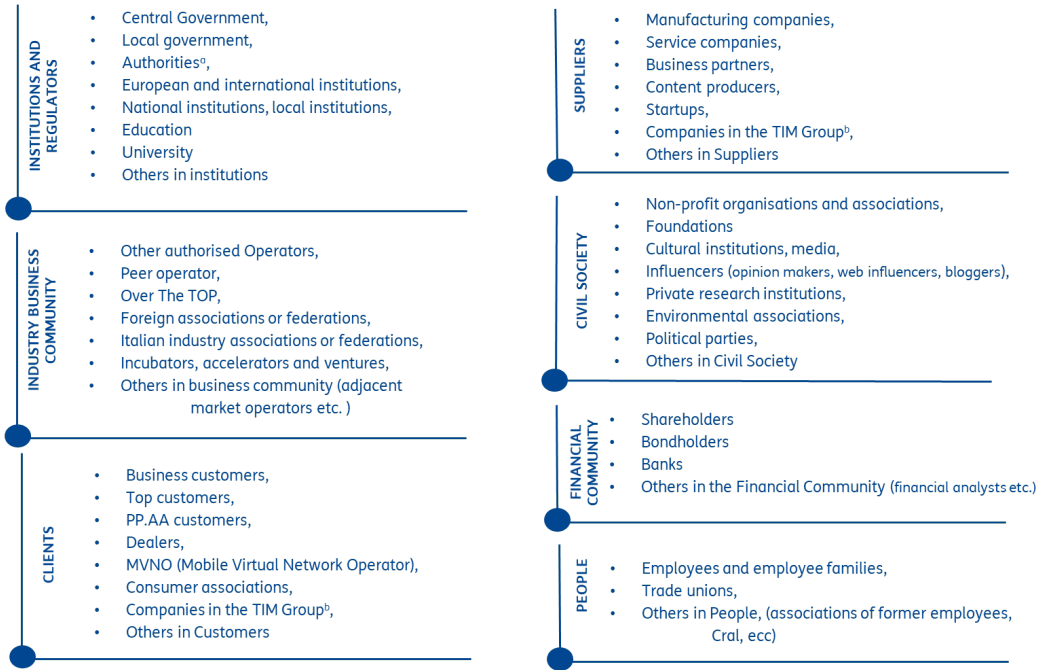 INSTITUTIONS AND
REGULATORS
• Central Government,
• Local government,
• Authoritiesᵃ,
• European and international institutions,
• National institutions, local institutions,
• Education
• University
• Others in institutions
INDUSTRY BUSINESS
COMMUNITY
• Other authorised Operators,
• Peer operator,
• Over The TOP,
• Foreign associations or federations,
• Italian industry associations or federations,
• Incubators, accelerators and ventures,
• Others in business community (adjacent
market operators etc. )
CLIENTS
• Business customers,
• Top customers,
• PP.AA customers,
• Dealers,
• MVNO (Mobile Virtual Network Operator),
• Consumer associations,
• Companies in the TIM Groupᵇ,
• Others in Customers
SUPPLIERS
• Manufacturing companies,
• Service companies,
• Business partners,
• Content producers,
• Startups,
• Companies in the TIM Groupᵇ,
• Others in Suppliers
CIVIL SOCIETY
• Non-profit organisations and associations,
• Foundations
• Cultural institutions, media,
• Influencers (opinion makers, web influencers, bloggers),
• Private research institutions,
• Environmental associations,
• Political parties,
• Others in Civil Society
FINANCIAL
COMMUNITY
• Shareholders
• Bondholders
• Banks
• Others in the Financial Community (financial analysts etc.)
PEOPLE
• Employees and employee families,
• Trade unions,
• Others in People, (associations of former employees,
Cral, ecc)